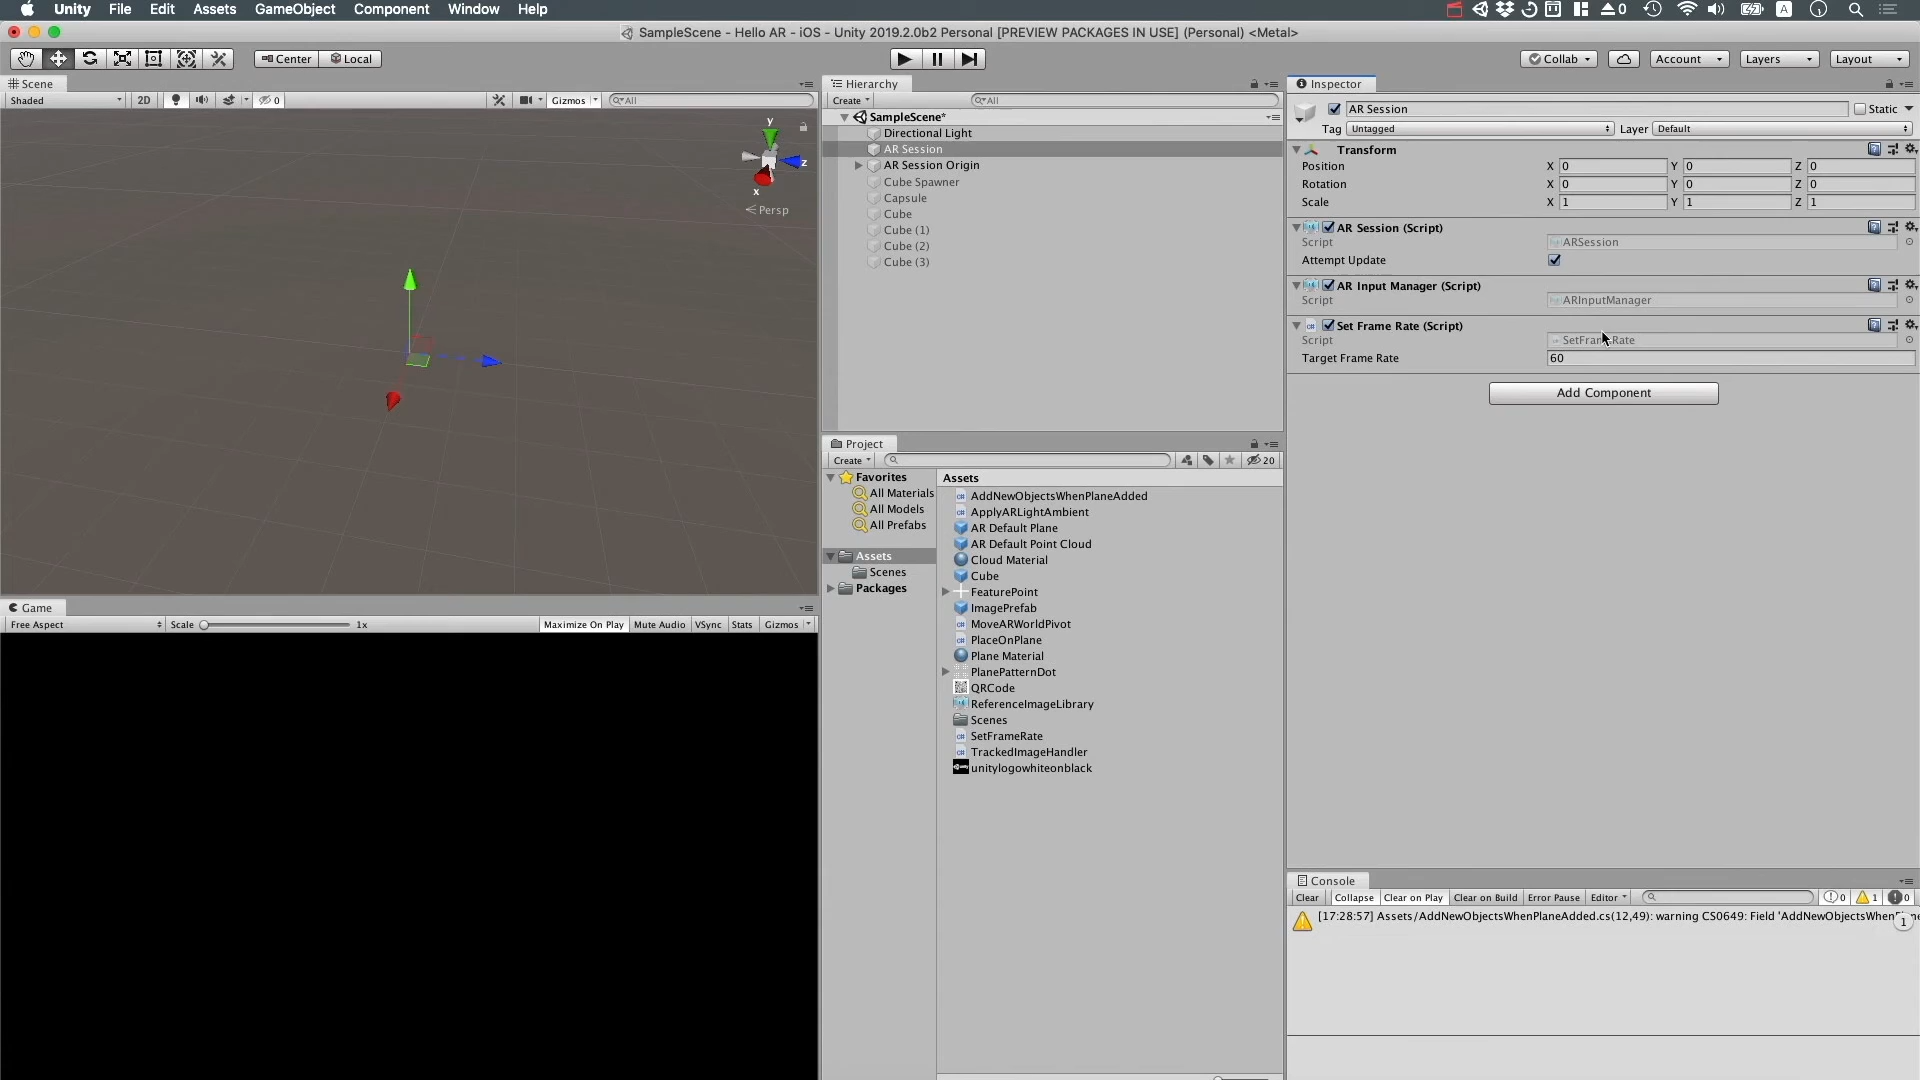 Unity File Edit Assets GameObject Component Window Help
SampleScene - Hello AR - iOS - Unity 2019.2.0b2 Personal [PREVIEW PACKAGES IN USE] (Personal) <Metal>
Center Local Collab Account Layers Layout
Scene
Shaded 2D 0 Gizmos All
y
z
x
Persp
Game
Free Aspect Scale 1x Maximize On Play Mute Audio VSync Stats Gizmos
Hierarchy
Create All
SampleScene*
Directional Light
AR Session
AR Session Origin
Cube Spawner
Capsule
Cube
Cube (1)
Cube (2)
Cube (3)
Project
Create 20
Favorites
All Materials
All Models
All Prefabs
Assets
Scenes
Packages
Assets
AddNewObjectsWhenPlaneAdded
ApplyARLightAmbient
AR Default Plane
AR Default Point Cloud
Cloud Material
Cube
FeaturePoint
ImagePrefab
MoveARWorldPivot
PlaceOnPlane
Plane Material
PlanePatternDot
QRCode
ReferenceImageLibrary
Scenes
SetFrameRate
TrackedImageHandler
unitylogowhiteonblack
Inspector
AR Session Static
Tag Untagged Layer Default
Transform
Position X 0 Y 0 Z 0
Rotation X 0 Y 0 Z 0
Scale X 1 Y 1 Z 1
AR Session (Script)
Script ARSession
Attempt Update
AR Input Manager (Script)
Script ARInputManager
Set Frame Rate (Script)
Script SetFrameRate
Target Frame Rate 60
Add Component
Console
Clear Collapse Clear on Play Clear on Build Error Pause Editor 0 1 0
[17:28:57] Assets/AddNewObjectsWhenPlaneAdded.cs(12,49): warning CS0649: Field 'AddNewObjectsWhen
1